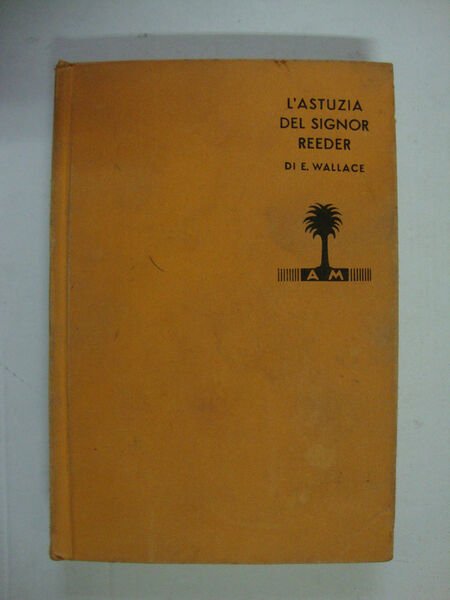 L'ASTUZIA
DEL SIGNOR
REEDER
DI E. WALLACE
A M